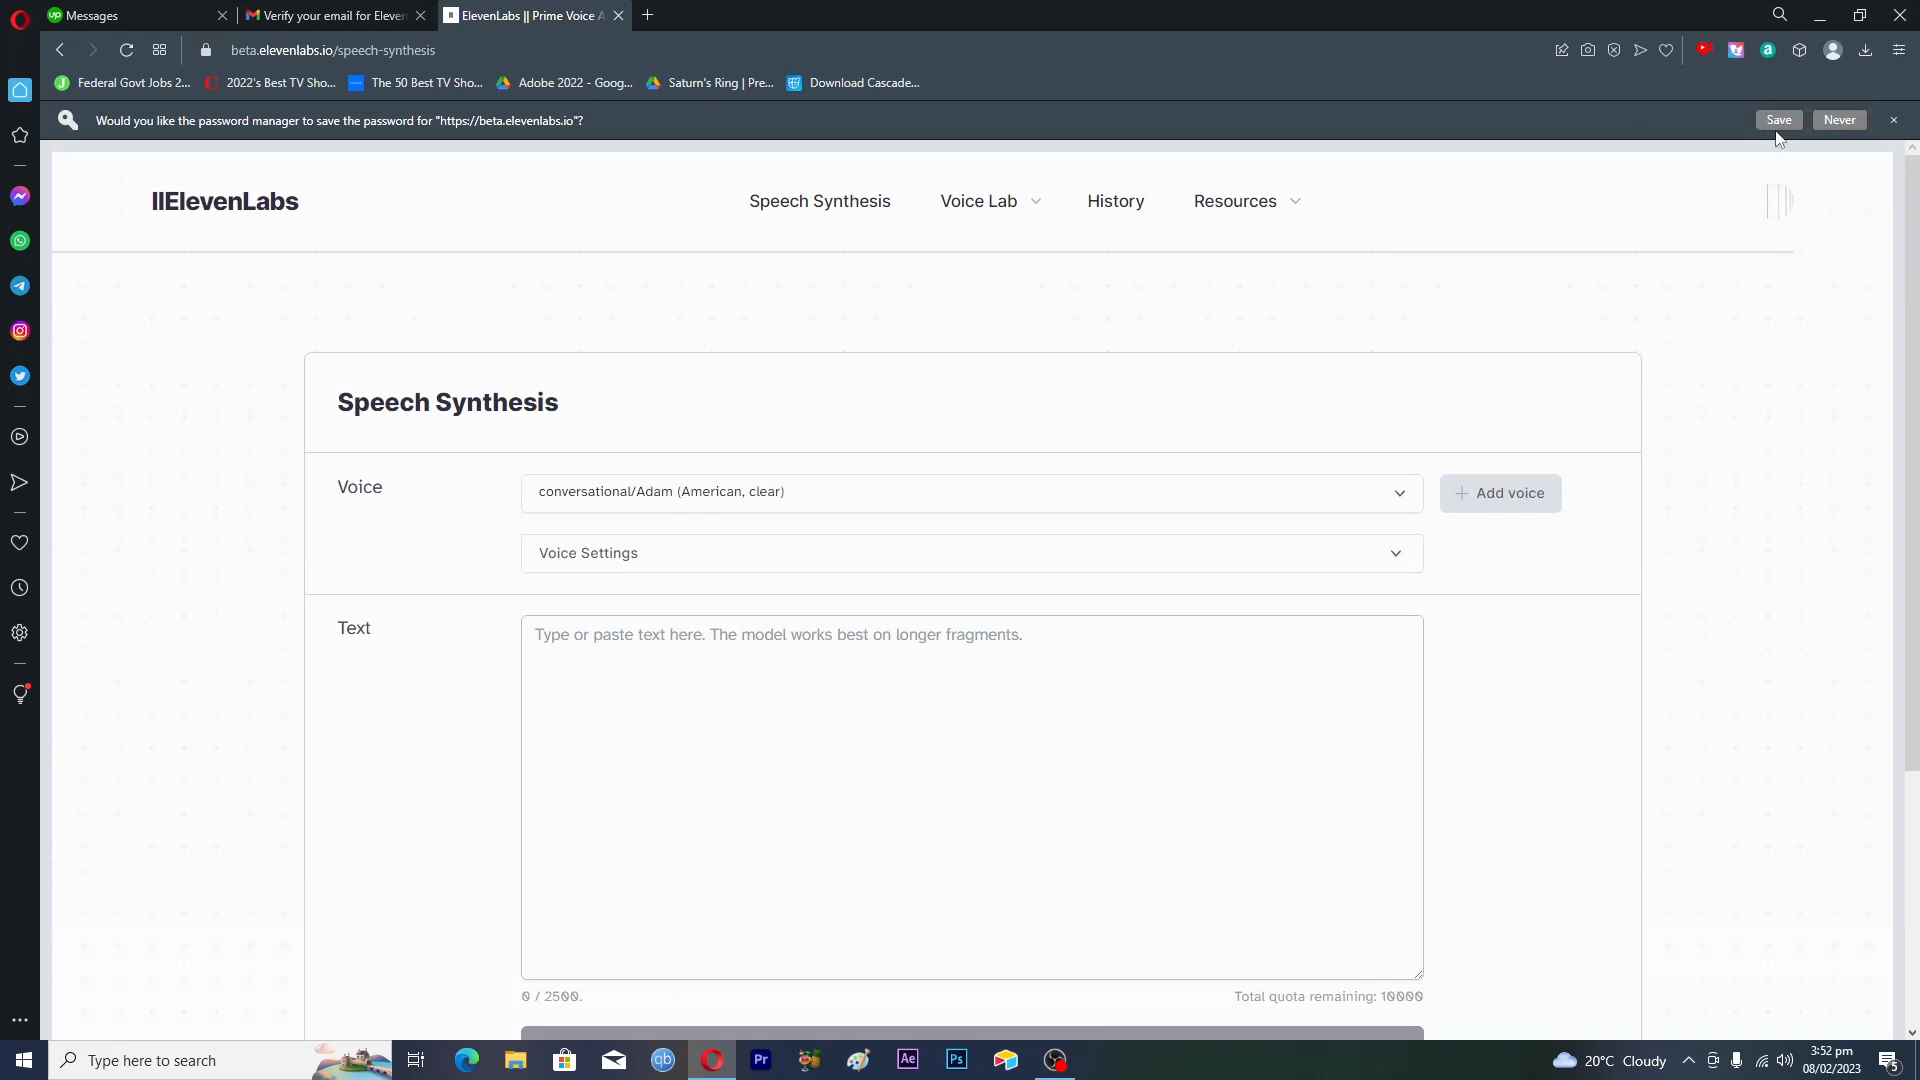 Messages
Verify your email for Eleven
ElevenLabs || Prime Voice A
beta.elevenlabs.io/speech-synthesis
Federal Govt Jobs 2...
2022's Best TV Sho...
The 50 Best TV Sho...
Adobe 2022 - Goog...
Saturn's Ring | Pre...
Download Cascade...
Would you like the password manager to save the password for "https://beta.elevenlabs.io"?
Save
Never
IIElevenLabs
Speech Synthesis
Voice Lab
History
Resources
Speech Synthesis
Voice
conversational/Adam (American, clear)
Add voice
Voice Settings
Text
Type or paste text here. The model works best on longer fragments.
0 / 2500.
Total quota remaining: 10000
Type here to search
qb
Pr
Ae
Ps
20°C Cloudy
3:52 pm
08/02/2023
5